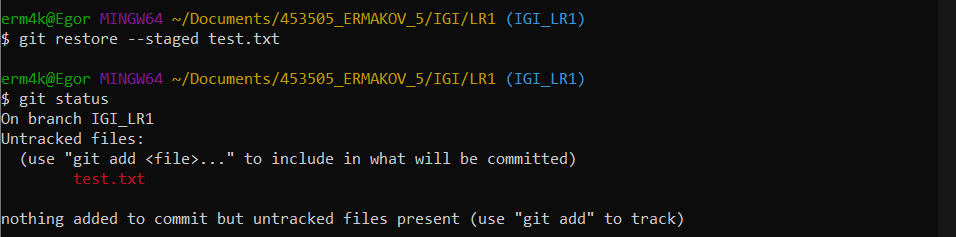 erm4k@Egor MINGW64 ~/Documents/453505_ERMAKOV_5/IGI/LR1 (IGI_LR1)
$ git restore --staged test.txt
erm4k@Egor MINGW64 ~/Documents/453505_ERMAKOV_5/IGI/LR1 (IGI_LR1)
$ git status
On branch IGI_LR1
Untracked files:
  (use "git add <file>..." to include in what will be committed)
        test.txt
nothing added to commit but untracked files present (use "git add" to track)